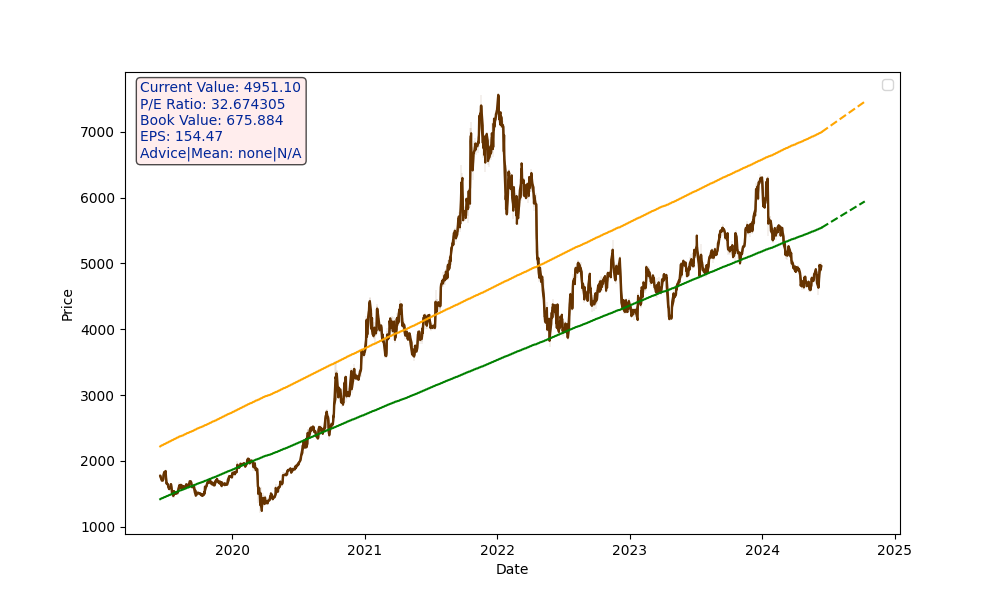 Current Value: 4951.10
P/E Ratio: 32.674305
Book Value: 675.884
EPS: 154.47
Advice|Mean: none|N/A
7000
6000
5000
4000
3000
2000
1000
Price
2020 2021 2022 2023 2024 2025
Date